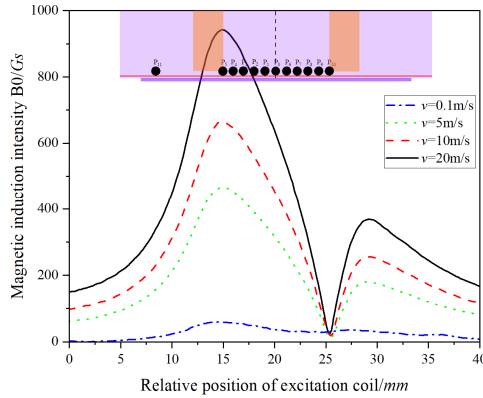 1000
800
600
400
200
0
Magnetic induction intensity B0/Gs
P11
v=0.1m/s
v=5m/s
v=10m/s
v=20m/s
0 5 10 15 20 25 30 35 40
Relative position of excitation coil/mm